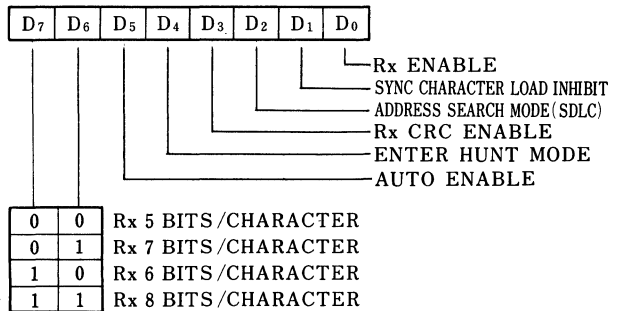 D7 D6 D5 D4 D3 D2 D1 D0
Rx ENABLE
SYNC CHARACTER LOAD INHIBIT
ADDRESS SEARCH MODE(SDLC)
Rx CRC ENABLE
ENTER HUNT MODE
AUTO ENABLE
0 0 Rx 5 BITS/CHARACTER
0 1 Rx 7 BITS/CHARACTER
1 0 Rx 6 BITS/CHARACTER
1 1 Rx 8 BITS/CHARACTER